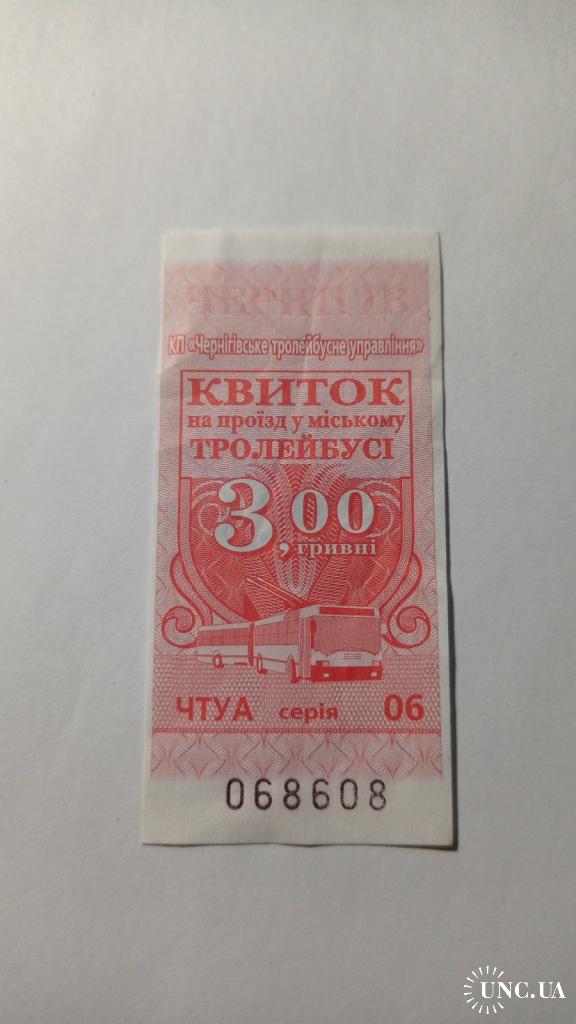 ЧЕРНІГІВ
КП «Чернігівське тролейбусне управління»
КВИТОК
на проїзд у міському
ТРОЛЕЙБУСІ
3,00
гривні
ЧТУА серія 06
068608
UNC.UA